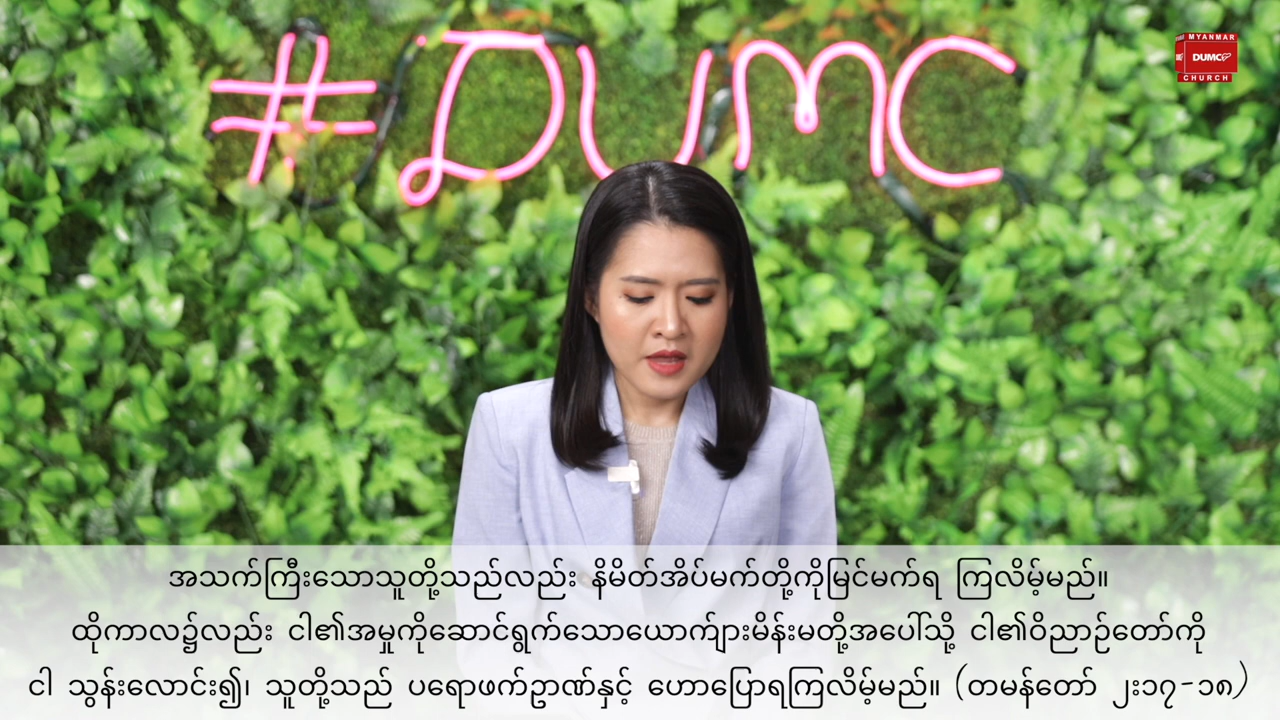 #DUMC
MYANMAR
DUMC
CHURCH
အသက်ကြီးသောသူတို့သည်လည်း နိမိတ်အိပ်မက်တို့ကိုမြင်မက်ရ ကြလိမ့်မည်။
ထိုကာလ၌လည်း ငါ၏အမှုကိုဆောင်ရွက်သောယောက်ျားမိန်းမတို့အပေါ်သို့ ငါ၏ဝိညာဉ်တော်ကို
ငါ သွန်းလောင်း၍၊ သူတို့သည် ပရောဖက်ဥာဏ်နှင့် ဟောပြောရကြလိမ့်မည်။ (တမန်တော် ၂း၁၇-၁၈)